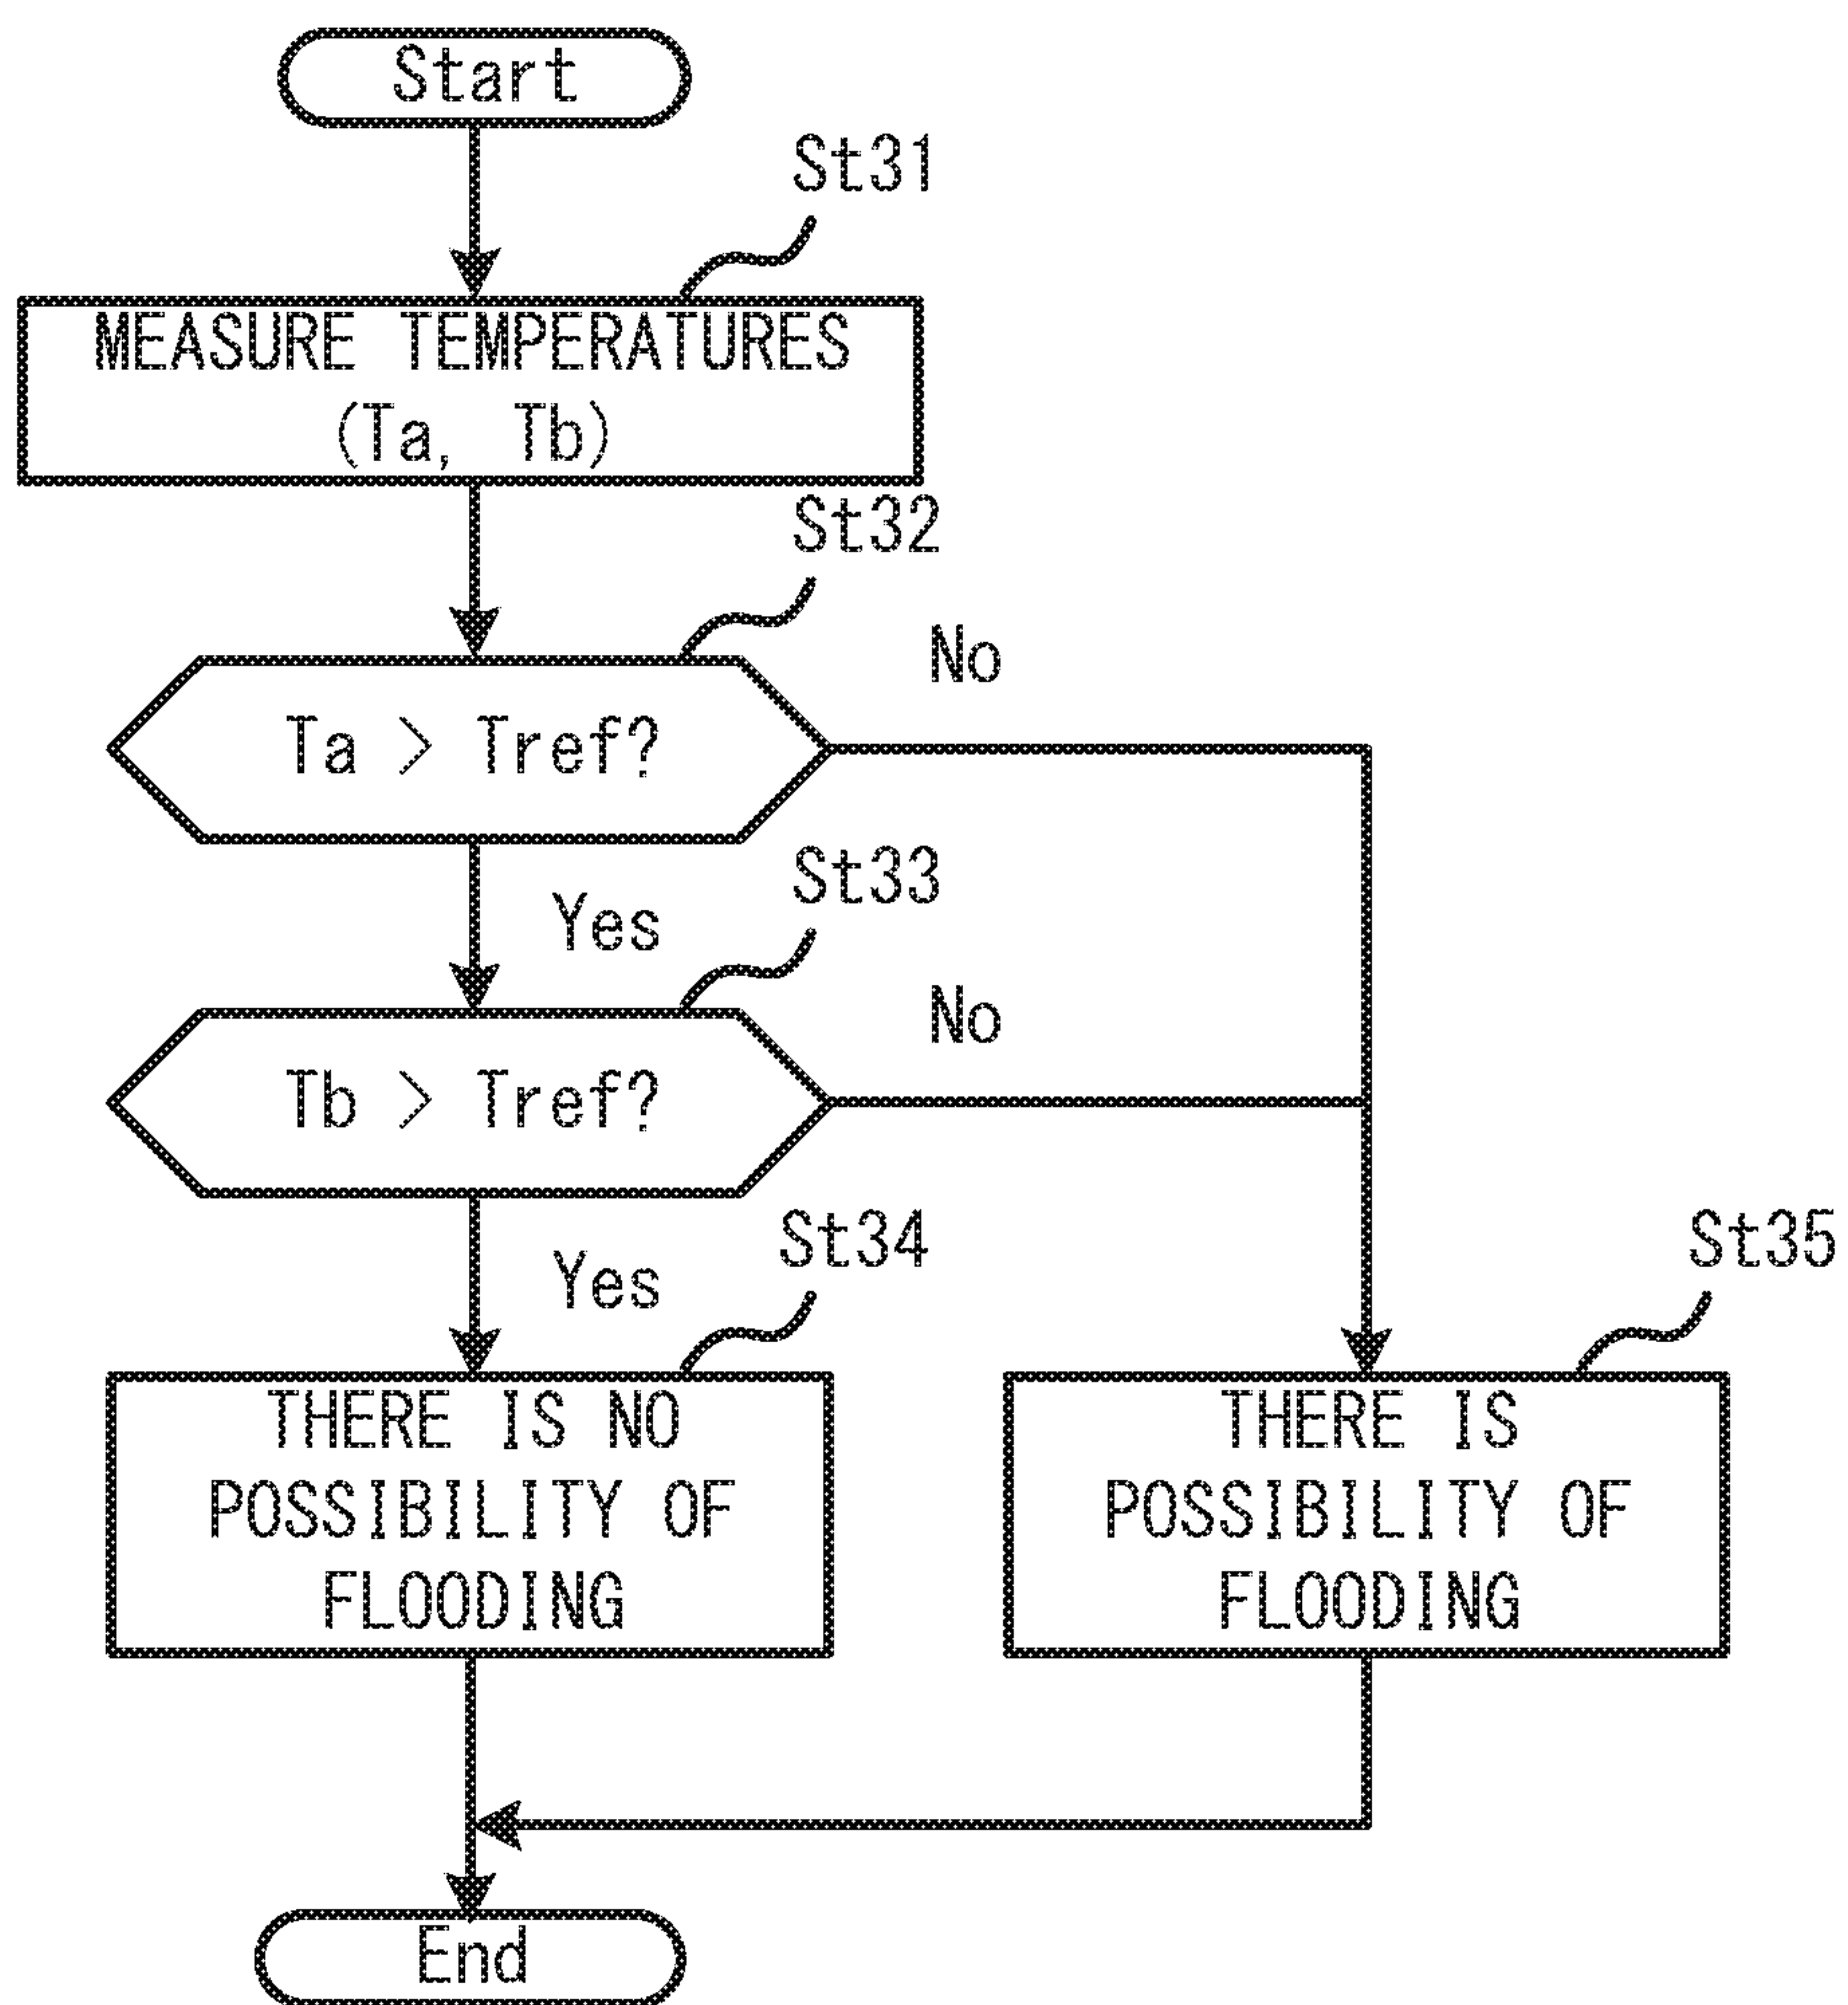 Start
St31
MEASURE TEMPERATURES
(Ta, Tb)
St32
No
Ta > Tref?
Yes
St33
No
Tb > Tref?
Yes
St34
St35
THERE IS NO
POSSIBILITY OF
FLOODING
THERE IS
POSSIBILITY OF
FLOODING
End